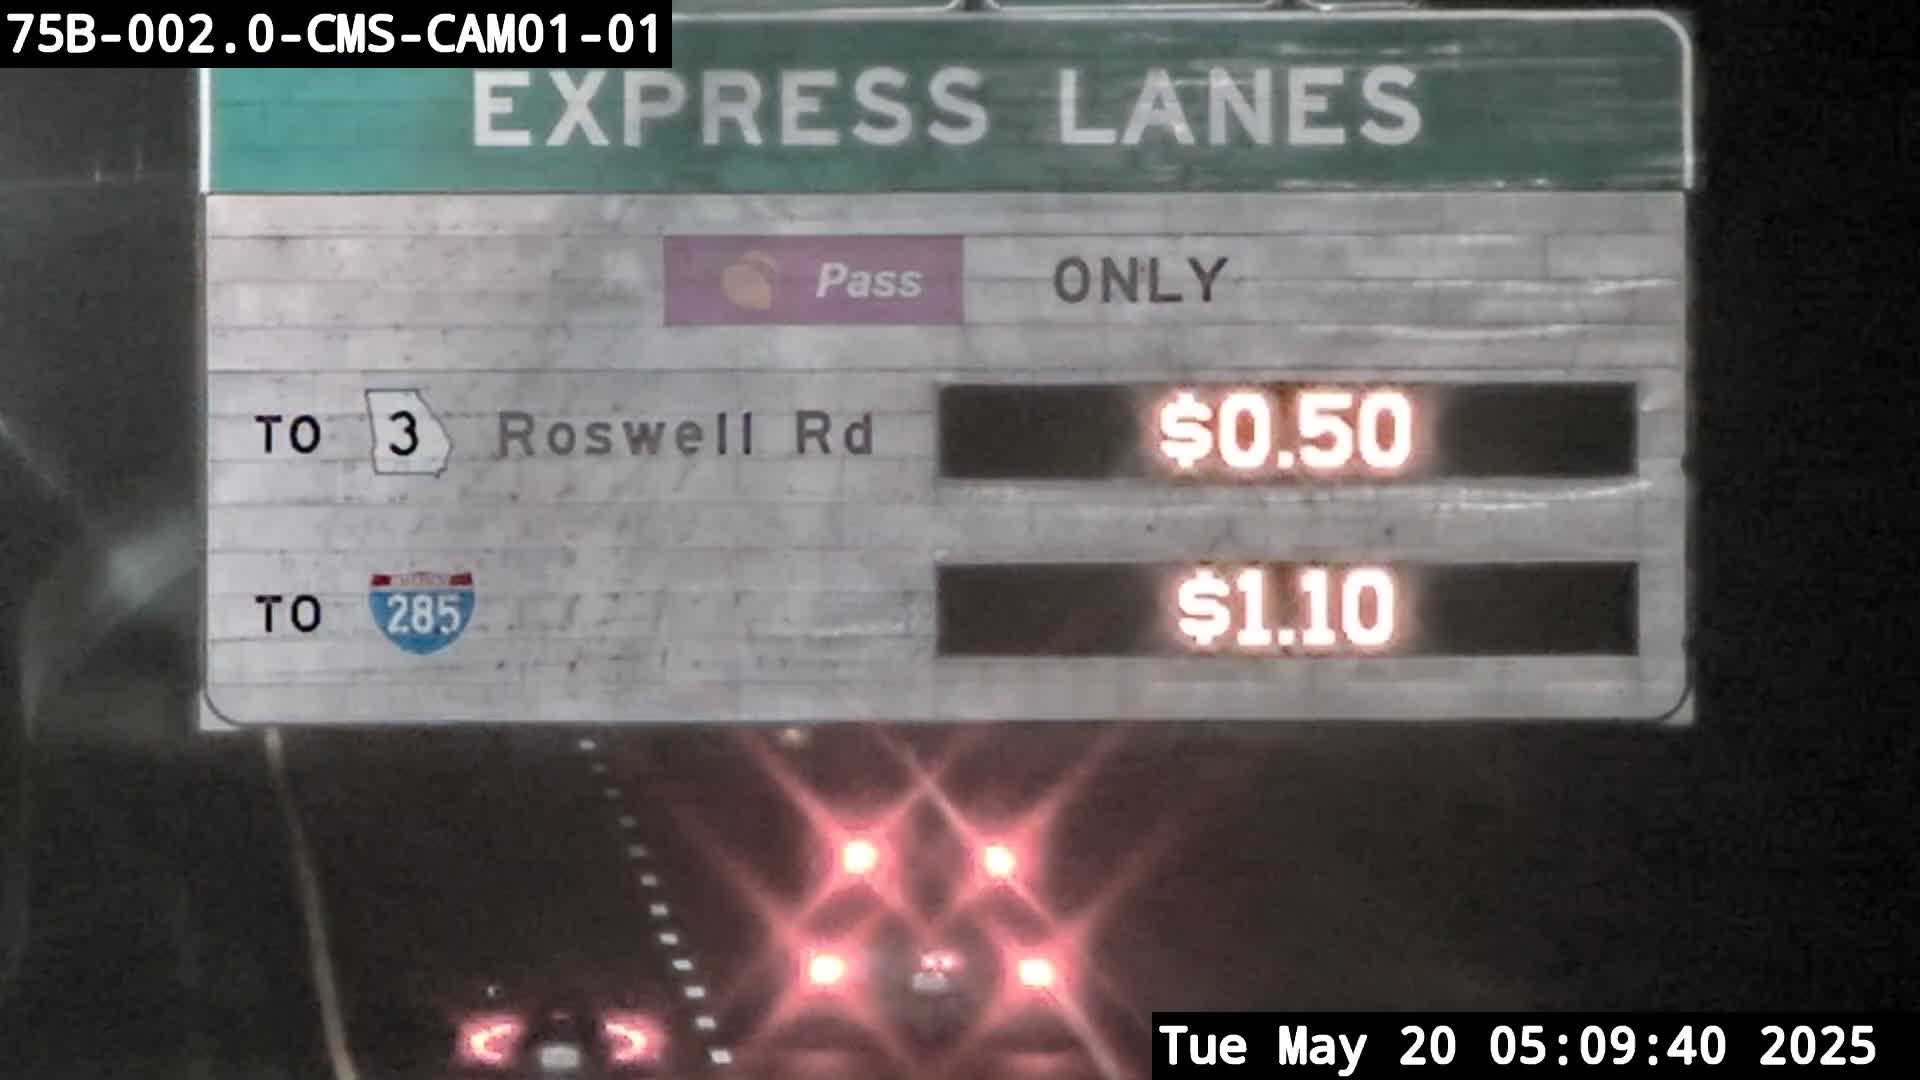 75B-002.0-CMS-CAM01-01
EXPRESS LANES
Pass ONLY
TO 3 Roswell Rd $0.50
TO 285 $1.10
Tue May 20 05:09:40 2025